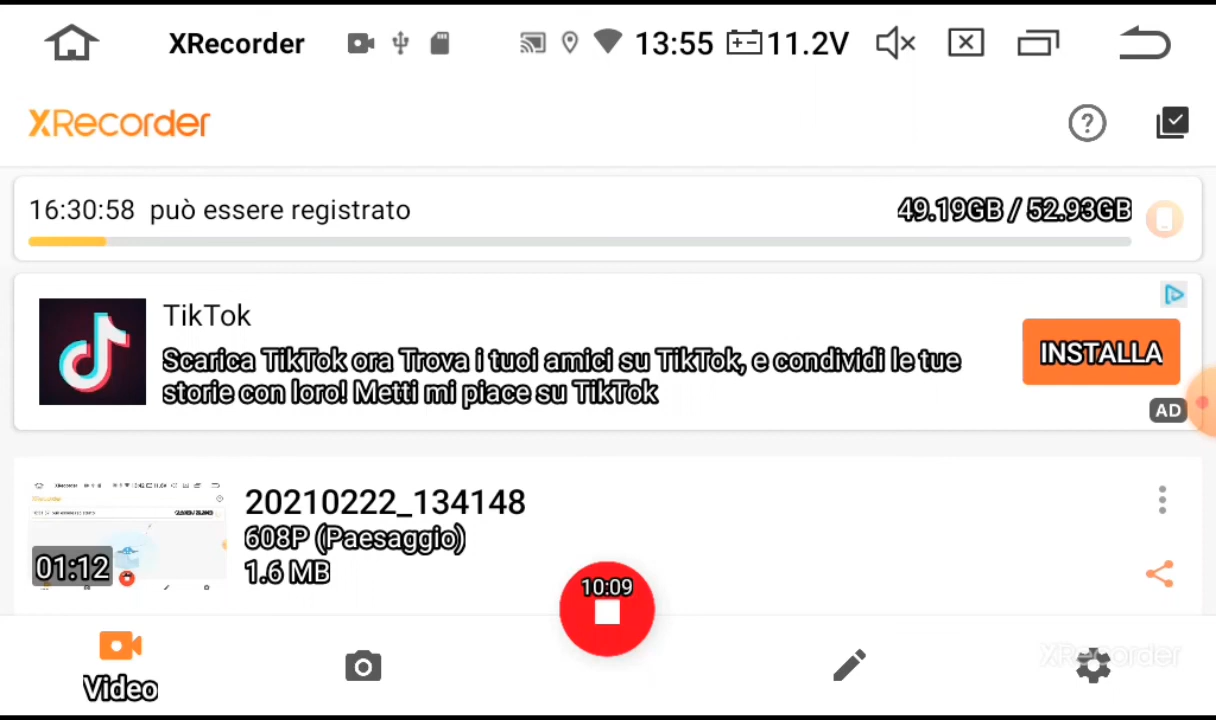 XRecorder 13:55 11.2V
XRecorder
16:30:58 può essere registrato 49.19GB / 52.93GB
TikTok
Scarica TikTok ora Trova i tuoi amici su TikTok, e condividi le tue
storie con loro! Metti mi piace su TikTok
INSTALLA
AD
20210222_134148
608P (Paesaggio)
01:12
1.6 MB
10:09
Video
XRecorder